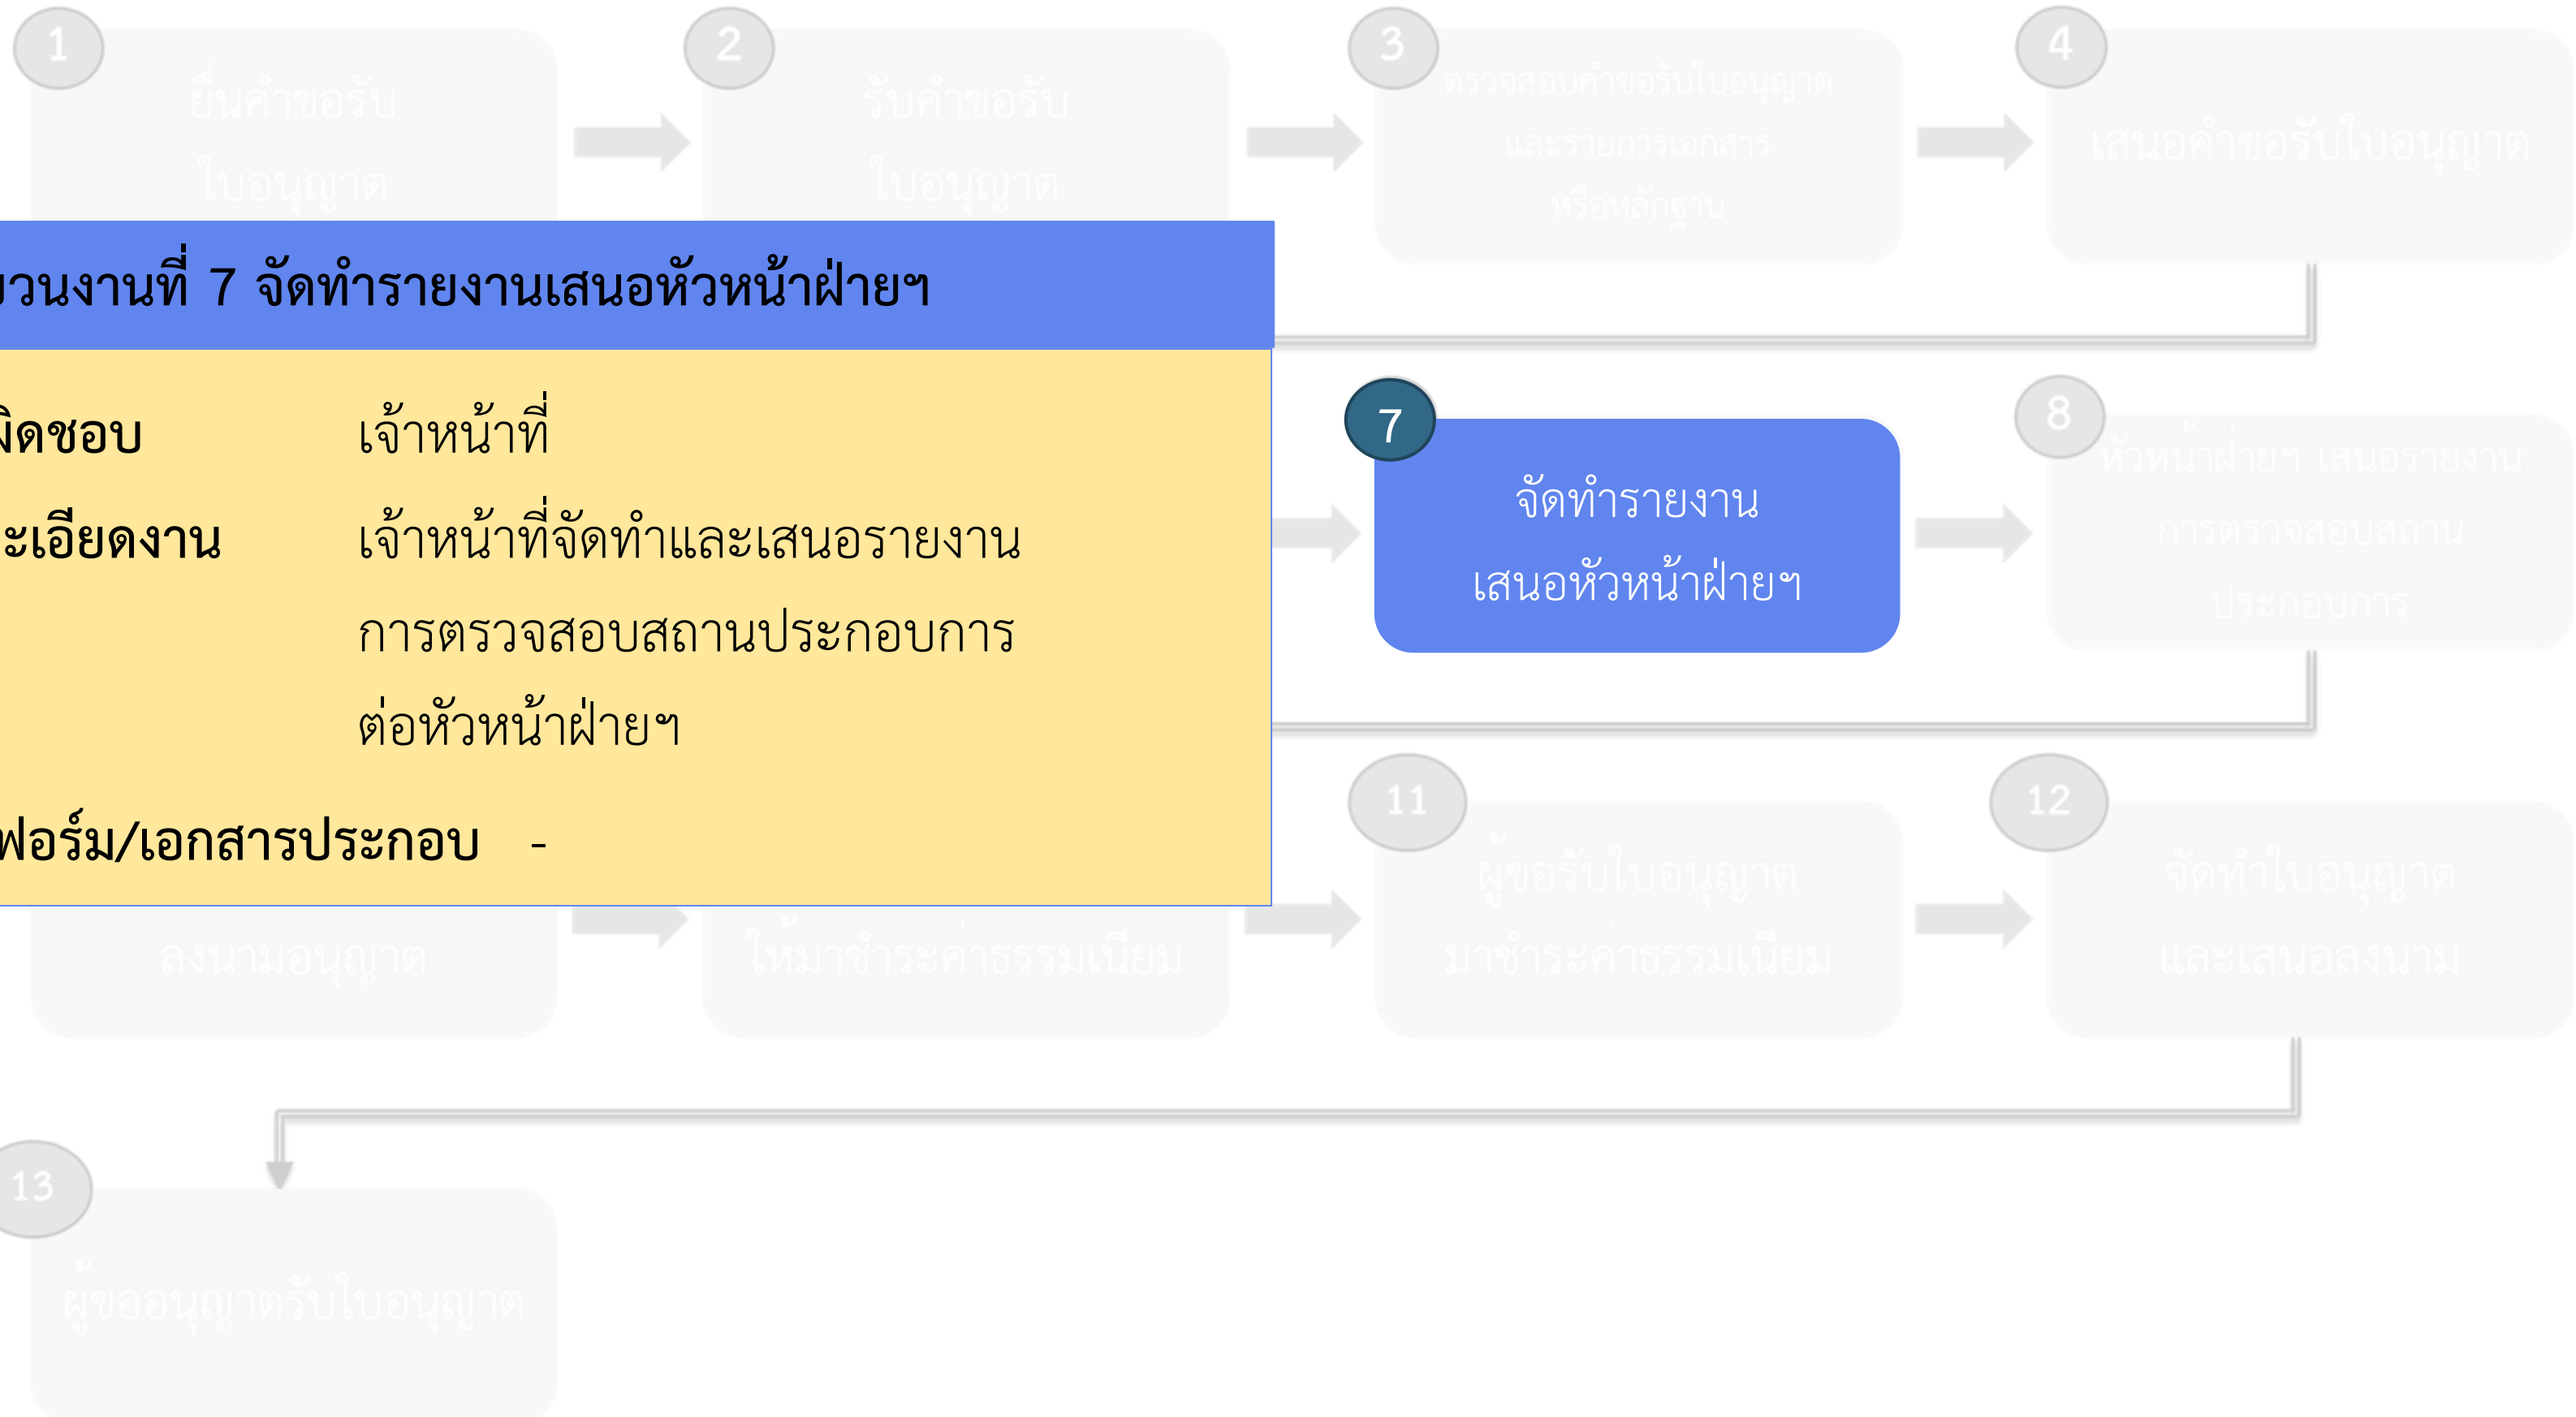 1
ยื่นคำขอรับ
ใบอนุญาต
2
รับคำขอรับ
ใบอนุญาต
3
ตรวจสอบคำขอรับใบอนุญาต
และรายการเอกสาร
หรือหลักฐาน
4
เสนอคำขอรับใบอนุญาต
วนงานที่ 7 จัดทำรายงานเสนอหัวหน้าฝ่ายฯ
ผิดชอบ เจ้าหน้าที่
ะเอียดงาน เจ้าหน้าที่จัดทำและเสนอรายงาน
การตรวจสอบสถานประกอบการ
ต่อหัวหน้าฝ่ายฯ
ฟอร์ม/เอกสารประกอบ -
7
จัดทำรายงาน
เสนอหัวหน้าฝ่ายฯ
8
หัวหน้าฝ่ายฯ เสนอรายงาน
การตรวจสอบสถาน
ประกอบการ
ลงนามอนุญาต
ให้มาชำระค่าธรรมเนียม
11
ผู้ขอรับใบอนุญาต
มาชำระค่าธรรมเนียม
12
จัดทำใบอนุญาต
และเสนอลงนาม
13
ผู้ขออนุญาตรับใบอนุญาต